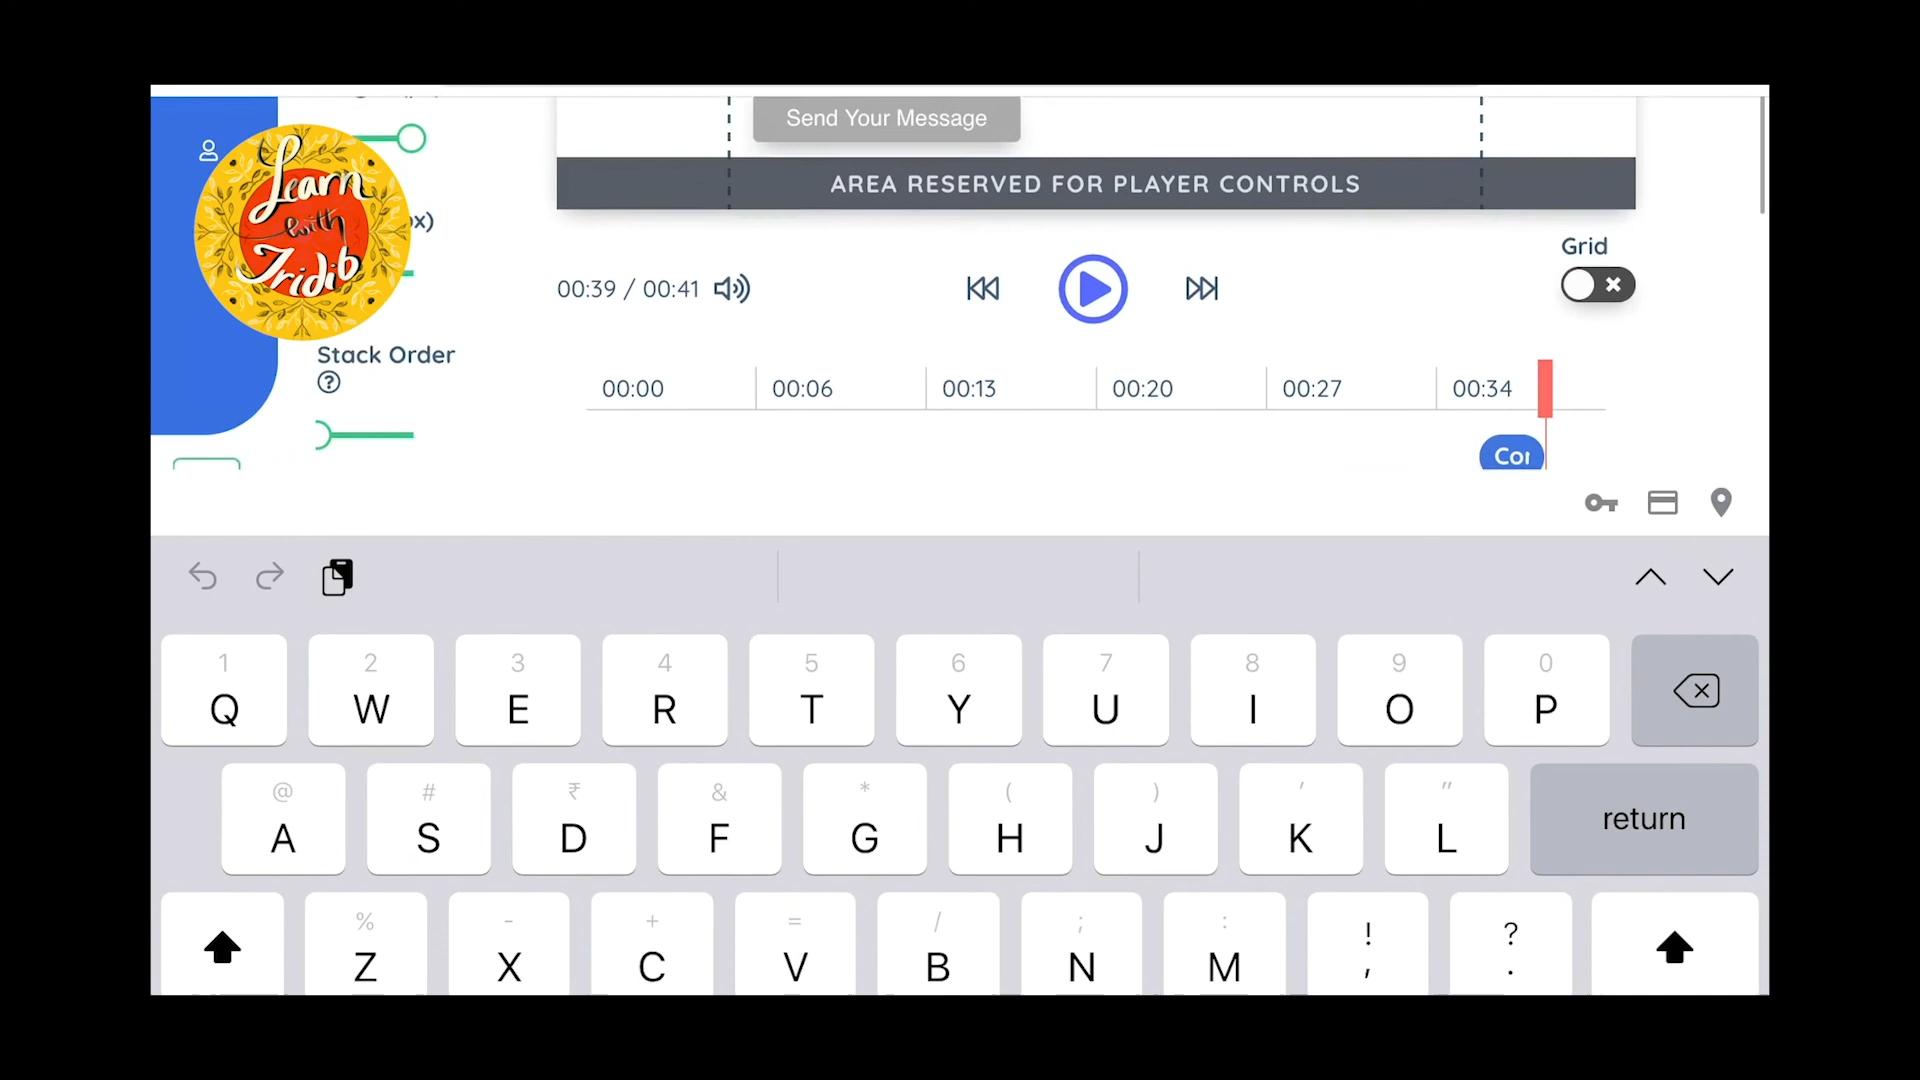 Send Your Message
AREA RESERVED FOR PLAYER CONTROLS
Learn
with
Tridib
px)
Grid
00:39 / 00:41
Stack Order
?
00:00 00:06 00:13 00:20 00:27 00:34
Cor
1 2 3 4 5 6 7 8 9 0
Q W E R T Y U I O P
@ # ₹ & * ( ) ' "
A S D F G H J K L return
% - + = / ; : ! ?
Z X C V B N M , .